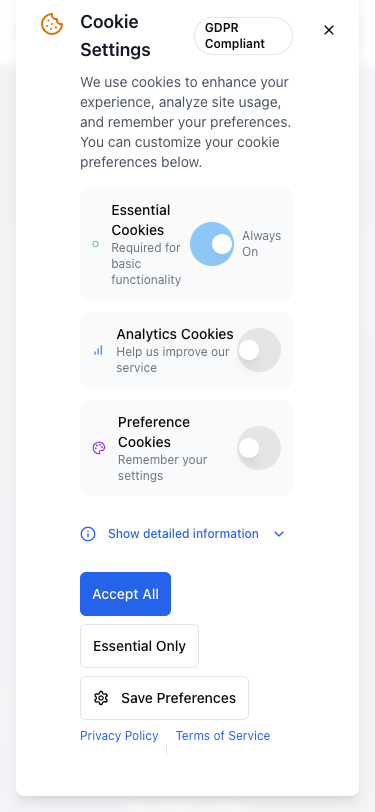 Cookie
Settings
GDPR
Compliant
We use cookies to enhance your
experience, analyze site usage,
and remember your preferences.
You can customize your cookie
preferences below.
Essential
Cookies
Required for
basic
functionality
Always
On
Analytics Cookies
Help us improve our
service
Preference
Cookies
Remember your
settings
Show detailed information
Accept All
Essential Only
Save Preferences
Privacy Policy
Terms of Service